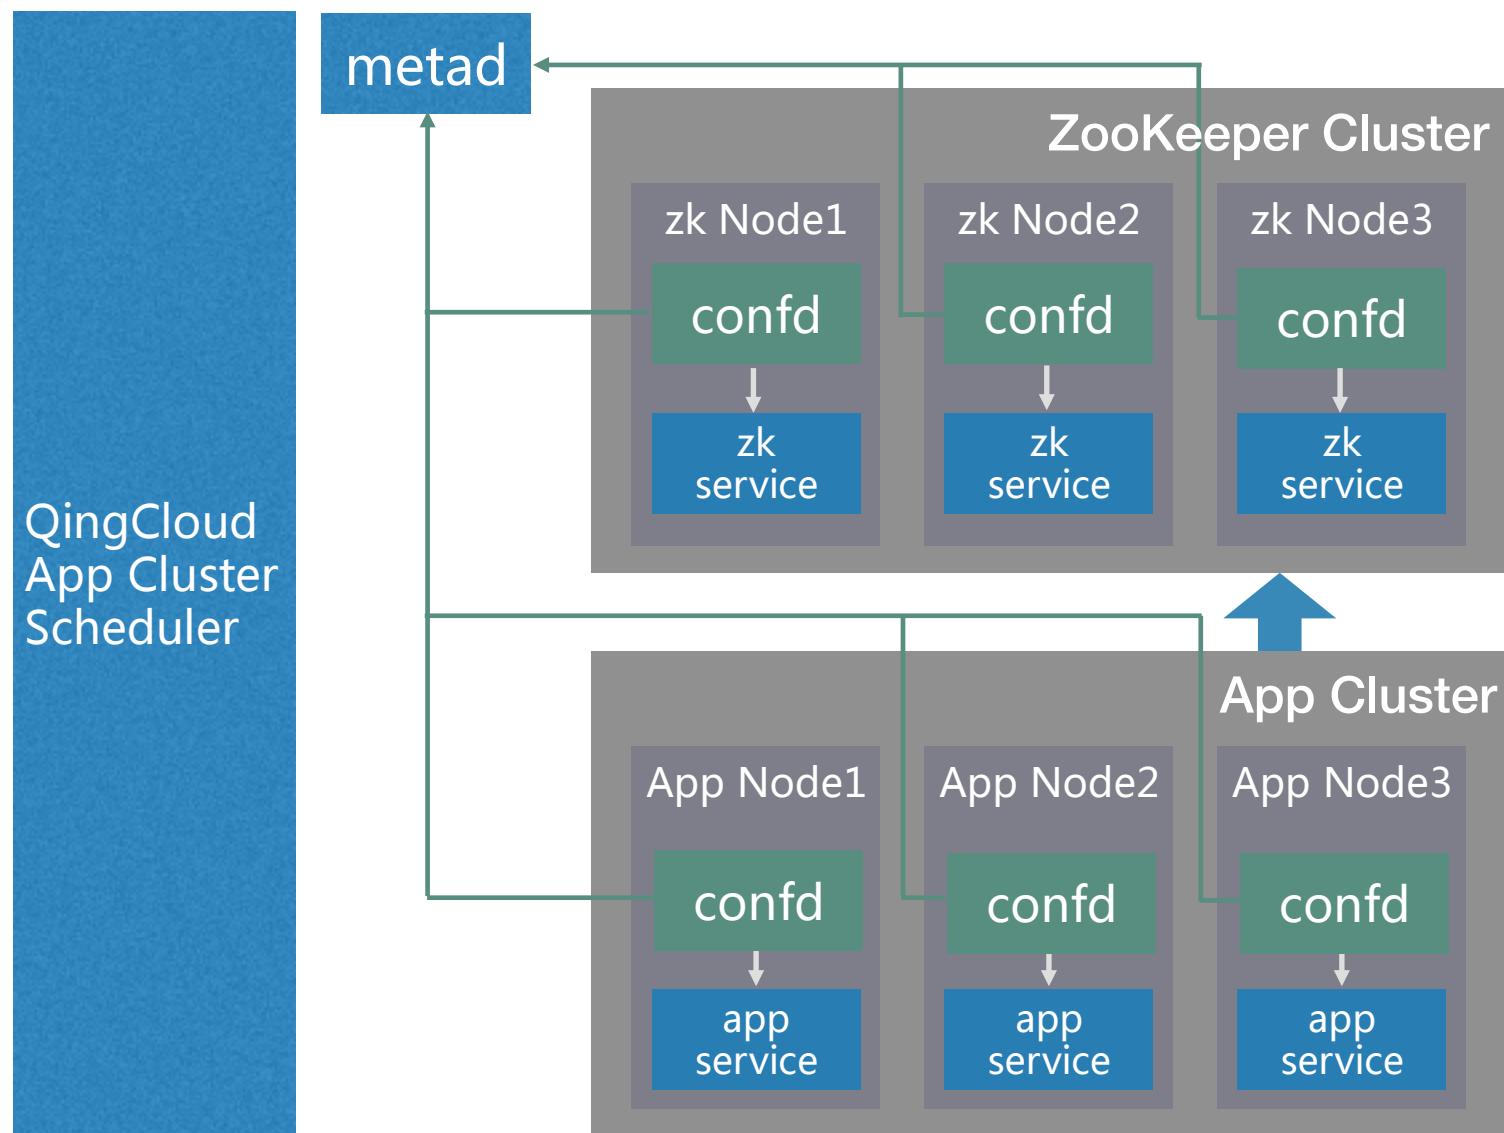 QingCloud
App Cluster
Scheduler
metad
ZooKeeper Cluster
zk Node1
confd
zk
service
zk Node2
confd
zk
service
zk Node3
confd
zk
service
App Cluster
App Node1
confd
app
service
App Node2
confd
app
service
App Node3
confd
app
service